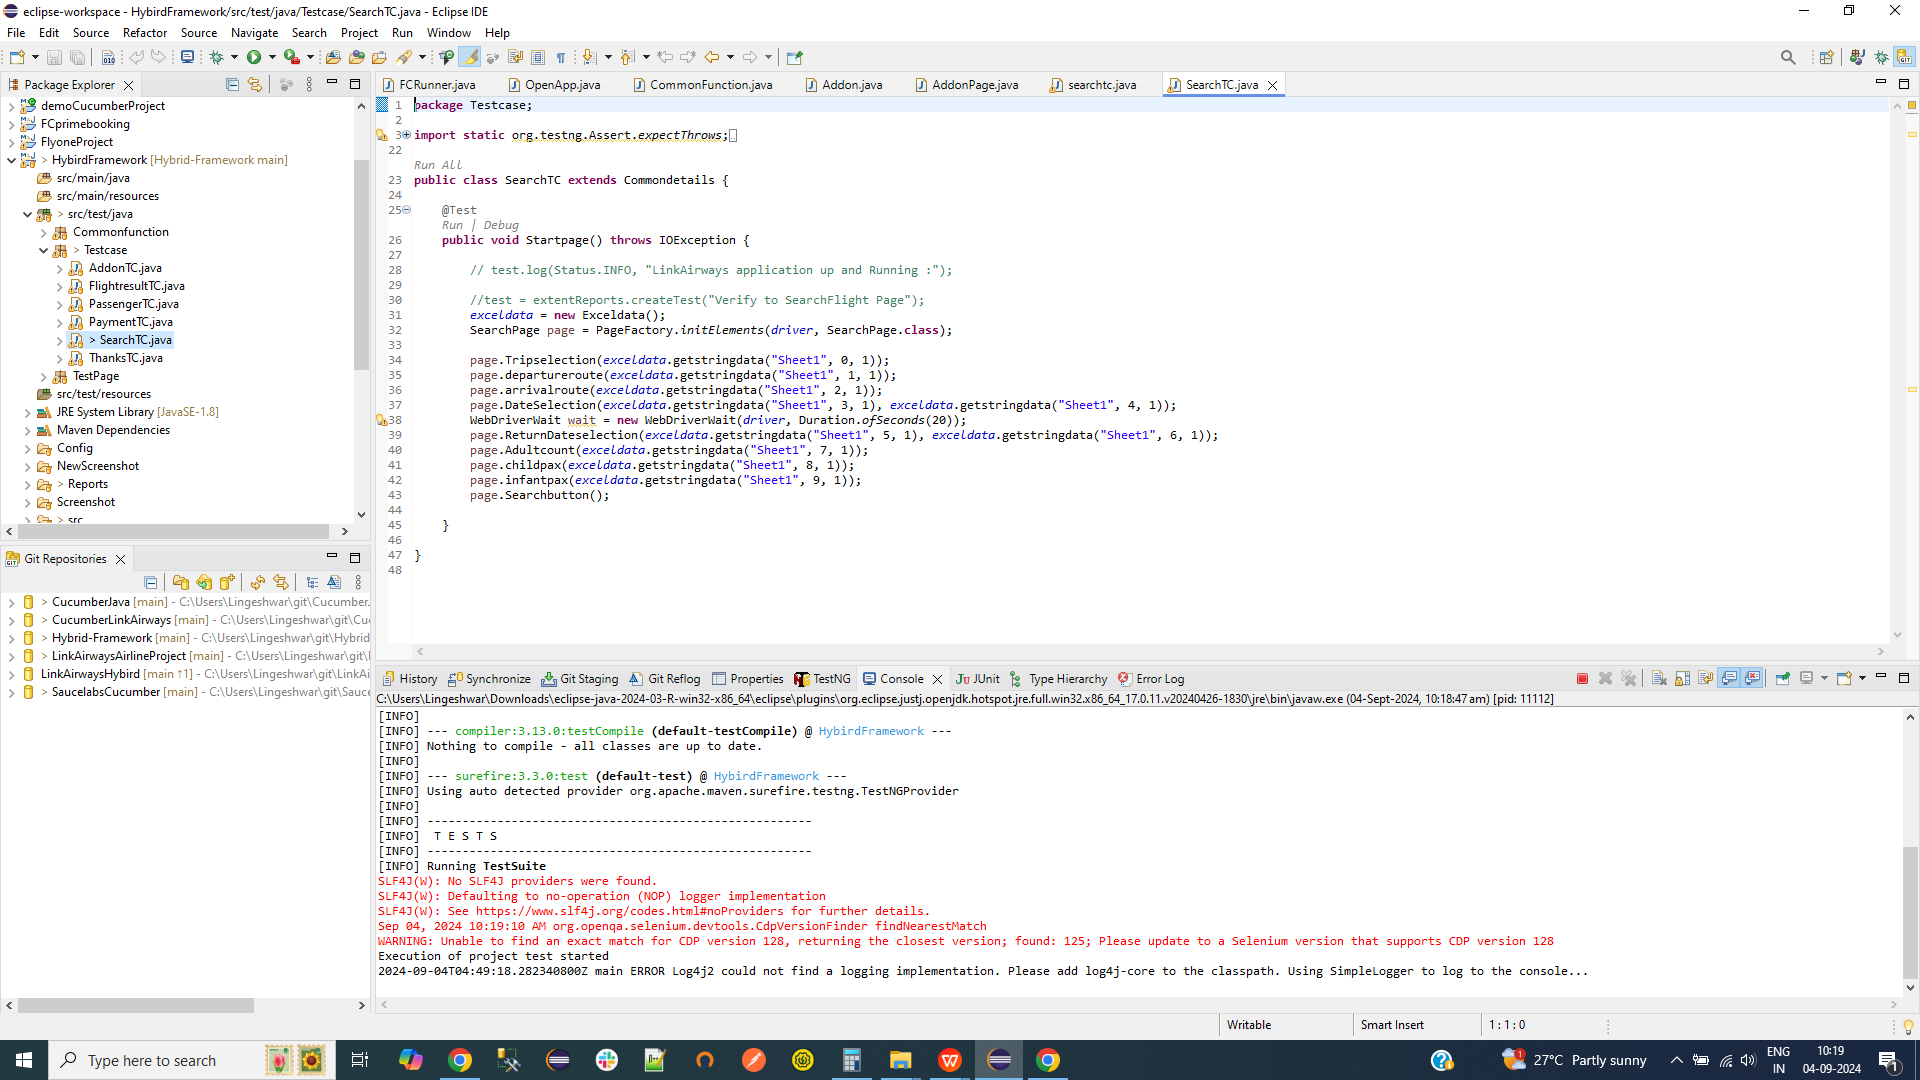 eclipse-workspace - HybirdFramework/src/test/java/Testcase/SearchTC.java - Eclipse IDE
File Edit Source Refactor Source Navigate Search Project Run Window Help
Package Explorer
demoCucumberProject
FCprimebooking
FlyoneProject
> HybirdFramework [Hybrid-Framework main]
src/main/java
src/main/resources
> src/test/java
Commonfunction
> Testcase
AddonTC.java
FlightresultTC.java
PassengerTC.java
PaymentTC.java
> SearchTC.java
ThanksTC.java
TestPage
src/test/resources
JRE System Library [JavaSE-1.8]
Maven Dependencies
Config
NewScreenshot
> Reports
Screenshot
> src
Git Repositories
> CucumberJava [main] - C:\Users\Lingeshwar\git\Cucumber
> CucumberLinkAirways [main] - C:\Users\Lingeshwar\git\Cu
> Hybrid-Framework [main] - C:\Users\Lingeshwar\git\Hybrid
> LinkAirwaysAirlineProject [main] - C:\Users\Lingeshwar\git\
LinkAirwaysHybird [main ↑1] - C:\Users\Lingeshwar\git\LinkAi
> SaucelabsCucumber [main] - C:\Users\Lingeshwar\git\Sauce
FCRunner.java OpenApp.java CommonFunction.java Addon.java AddonPage.java searchtc.java SearchTC.java
1 package Testcase;
2
3 import static org.testng.Assert.expectThrows;
22
Run All
23 public class SearchTC extends Commondetails {
24
25 @Test
Run | Debug
26 public void Startpage() throws IOException {
27
28 // test.log(Status.INFO, "LinkAirways application up and Running :");
29
30 //test = extentReports.createTest("Verify to SearchFlight Page");
31 exceldata = new Exceldata();
32 SearchPage page = PageFactory.initElements(driver, SearchPage.class);
33
34 page.Tripselection(exceldata.getstringdata("Sheet1", 0, 1));
35 page.departureroute(exceldata.getstringdata("Sheet1", 1, 1));
36 page.arrivalroute(exceldata.getstringdata("Sheet1", 2, 1));
37 page.DateSelection(exceldata.getstringdata("Sheet1", 3, 1), exceldata.getstringdata("Sheet1", 4, 1));
38 WebDriverWait wait = new WebDriverWait(driver, Duration.ofSeconds(20));
39 page.ReturnDateselection(exceldata.getstringdata("Sheet1", 5, 1), exceldata.getstringdata("Sheet1", 6, 1));
40 page.Adultcount(exceldata.getstringdata("Sheet1", 7, 1));
41 page.childpax(exceldata.getstringdata("Sheet1", 8, 1));
42 page.infantpax(exceldata.getstringdata("Sheet1", 9, 1));
43 page.Searchbutton();
44
45 }
46
47 }
48
History Synchronize Git Staging Git Reflog Properties TestNG Console JUnit Type Hierarchy Error Log
C:\Users\Lingeshwar\Downloads\eclipse-java-2024-03-R-win32-x86_64\eclipse\plugins\org.eclipse.justj.openjdk.hotspot.jre.full.win32.x86_64_17.0.11.v20240426-1830\jre\bin\javaw.exe (04-Sept-2024, 10:18:47 am) [pid: 11112]
[INFO]
[INFO] --- compiler:3.13.0:testCompile (default-testCompile) @ HybirdFramework ---
[INFO] Nothing to compile - all classes are up to date.
[INFO]
[INFO] --- surefire:3.3.0:test (default-test) @ HybirdFramework ---
[INFO] Using auto detected provider org.apache.maven.surefire.testng.TestNGProvider
[INFO]
[INFO] -------------------------------------------------------
[INFO] T E S T S
[INFO] -------------------------------------------------------
[INFO] Running TestSuite
SLF4J(W): No SLF4J providers were found.
SLF4J(W): Defaulting to no-operation (NOP) logger implementation
SLF4J(W): See https://www.slf4j.org/codes.html#noProviders for further details.
Sep 04, 2024 10:19:10 AM org.openqa.selenium.devtools.CdpVersionFinder findNearestMatch
WARNING: Unable to find an exact match for CDP version 128, returning the closest version; found: 125; Please update to a Selenium version that supports CDP version 128
Execution of project test started
2024-09-04T04:49:18.282340800Z main ERROR Log4j2 could not find a logging implementation. Please add log4j-core to the classpath. Using SimpleLogger to log to the console...
Writable Smart Insert 1 : 1 : 0
Type here to search
27°C Partly sunny
ENG
IN
10:19
04-09-2024